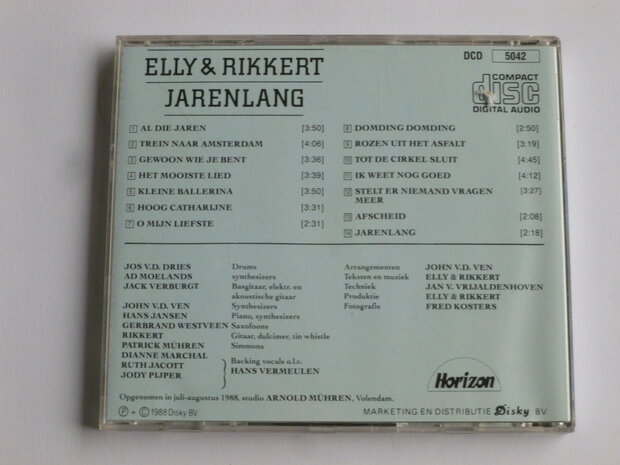 DCD 5042
ELLY & RIKKERT
JARENLANG
COMPACT
disc
DIGITAL AUDIO
1 AL DIE JAREN [3:50]
2 TREIN NAAR AMSTERDAM [4:06]
3 GEWOON WIE JE BENT [3:36]
4 HET MOOISTE LIED [3:39]
5 KLEINE BALLERINA [3:50]
6 HOOG CATHARIJNE [3:31]
7 O MIJN LIEFSTE [2:31]
8 DOMDING DOMDING [2:50]
9 ROZEN UIT HET ASFALT [3:19]
10 TOT DE CIRKEL SLUIT [4:45]
11 IK WEET NOG GOED [4:12]
12 STELT ER NIEMAND VRAGEN [3:27]
MEER
13 AFSCHEID [2:08]
14 JARENLANG [2:18]
JOS V.D. DRIES Drums
AD MOELANDS synthesizers
JACK VERBURGT Basgitaar, elektr. en
akoustische gitaar
JOHN V.D. VEN Synthesizers
HANS JANSEN Piano, synthesizers
GERBRAND WESTVEEN Saxofoons
RIKKERT Gitaar, dulcimer, tin whistle
PATRICK MÜHREN Simmons
DIANNE MARCHAL
RUTH JACOTT
JODY PIJPER
Backing vocals o.l.v.
HANS VERMEULEN
Arrangementen JOHN V.D. VEN
Teksten en muziek ELLY & RIKKERT
Techniek JAN V. VRIJALDENHOVEN
Produktie ELLY & RIKKERT
Fotografie FRED KOSTERS
Horizon
Opgenomen in juli-augustus 1988, studio ARNOLD MÜHREN, Volendam.
Ⓟ + © 1988 Disky BV
MARKETING EN DISTRIBUTIE Disky BV